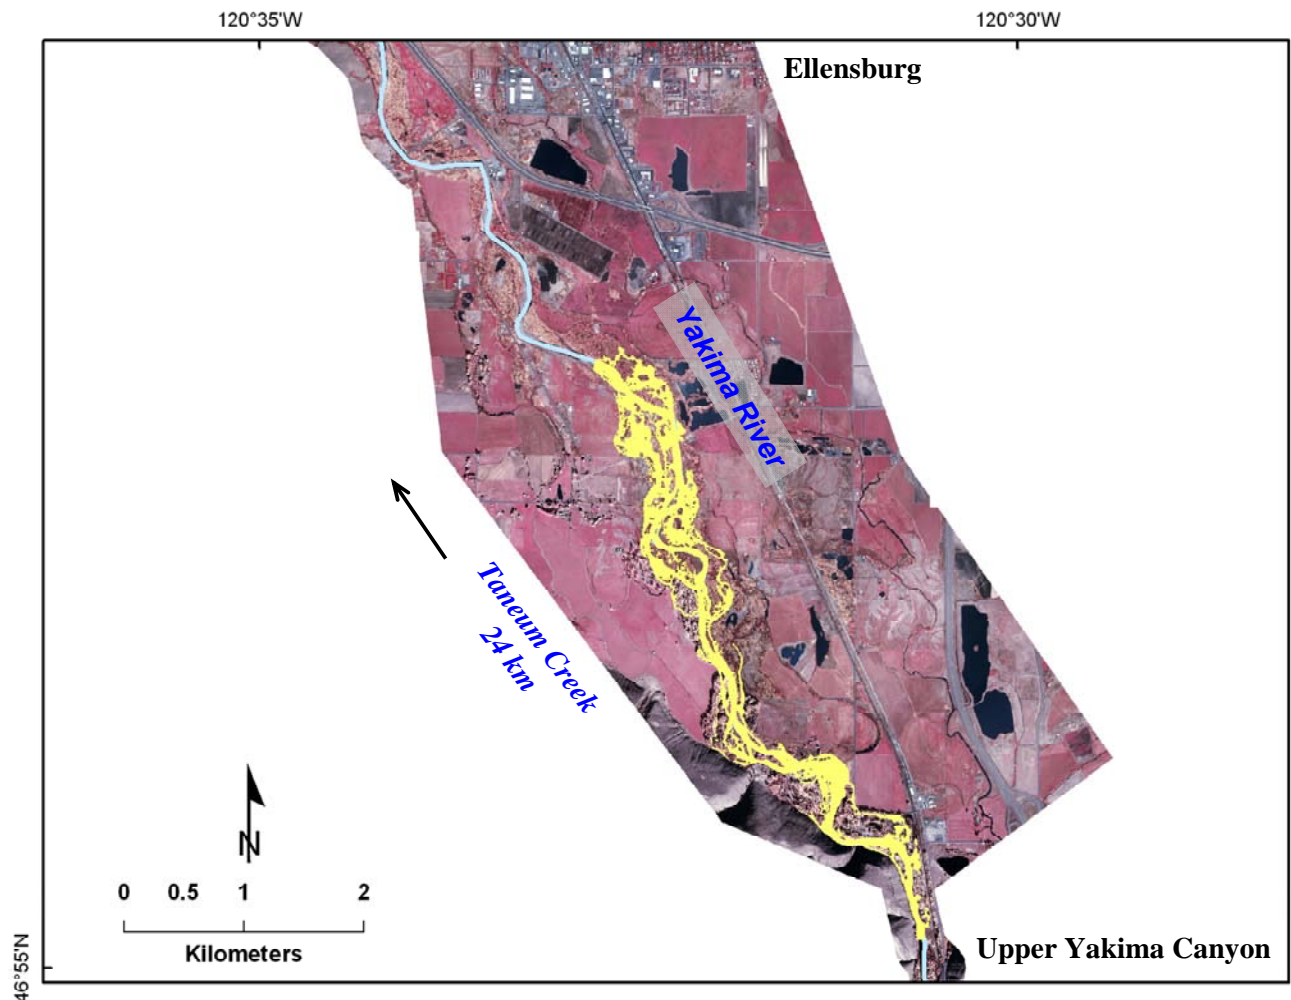 120°35'W
120°30'W
Ellensburg
Yakima River
Taneum Creek
24 km
N
0 0.5 1 2
Kilometers
Upper Yakima Canyon
46°55'N